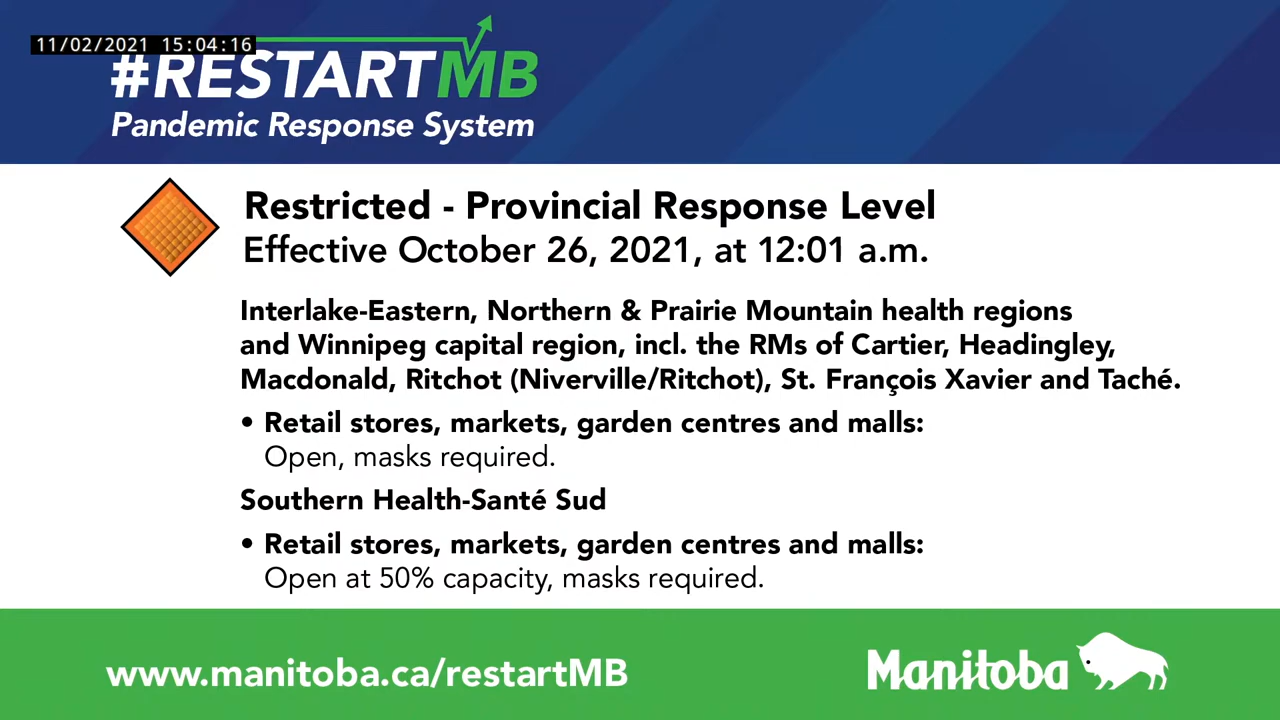 11/02/2021 15:04:16
#RESTARTMB
Pandemic Response System
Restricted - Provincial Response Level
Effective October 26, 2021, at 12:01 a.m.
Interlake-Eastern, Northern & Prairie Mountain health regions
and Winnipeg capital region, incl. the RMs of Cartier, Headingley,
Macdonald, Ritchot (Niverville/Ritchot), St. François Xavier and Taché.
• Retail stores, markets, garden centres and malls:
Open, masks required.
Southern Health-Santé Sud
• Retail stores, markets, garden centres and malls:
Open at 50% capacity, masks required.
www.manitoba.ca/restartMB
Manitoba